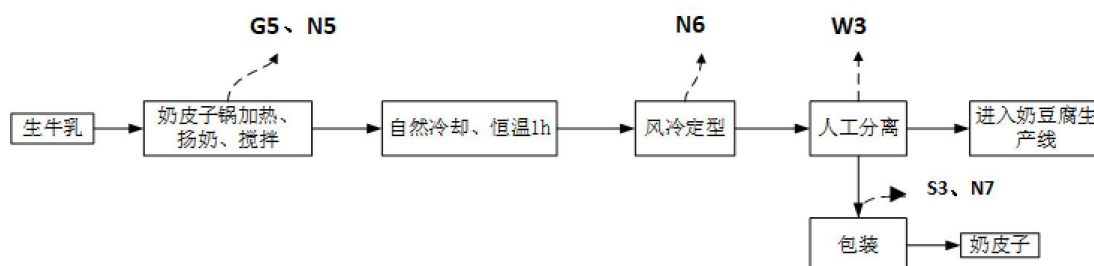 G5、N5
N6
W3
生牛乳
奶皮子锅加热、
扬奶、搅拌
自然冷却、恒温1h
风冷定型
人工分离
进入奶豆腐生
产线
S3、N7
包装
奶皮子